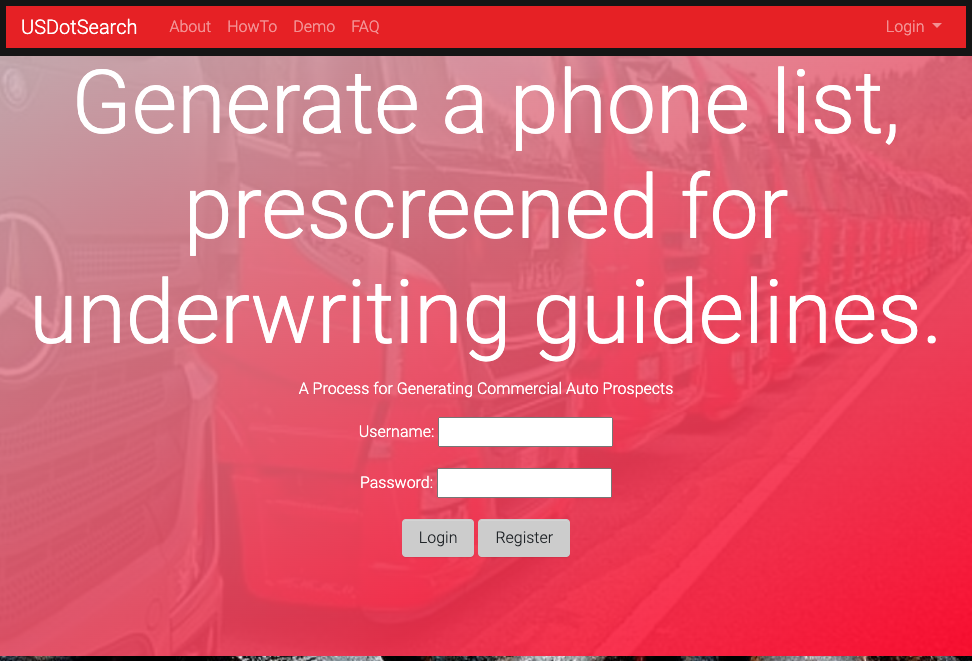 USDotSearch About HowTo Demo FAQ Login
Generate a phone list,
prescreened for
underwriting guidelines.
A Process for Generating Commercial Auto Prospects
Username:
Password:
Login Register
IVECO